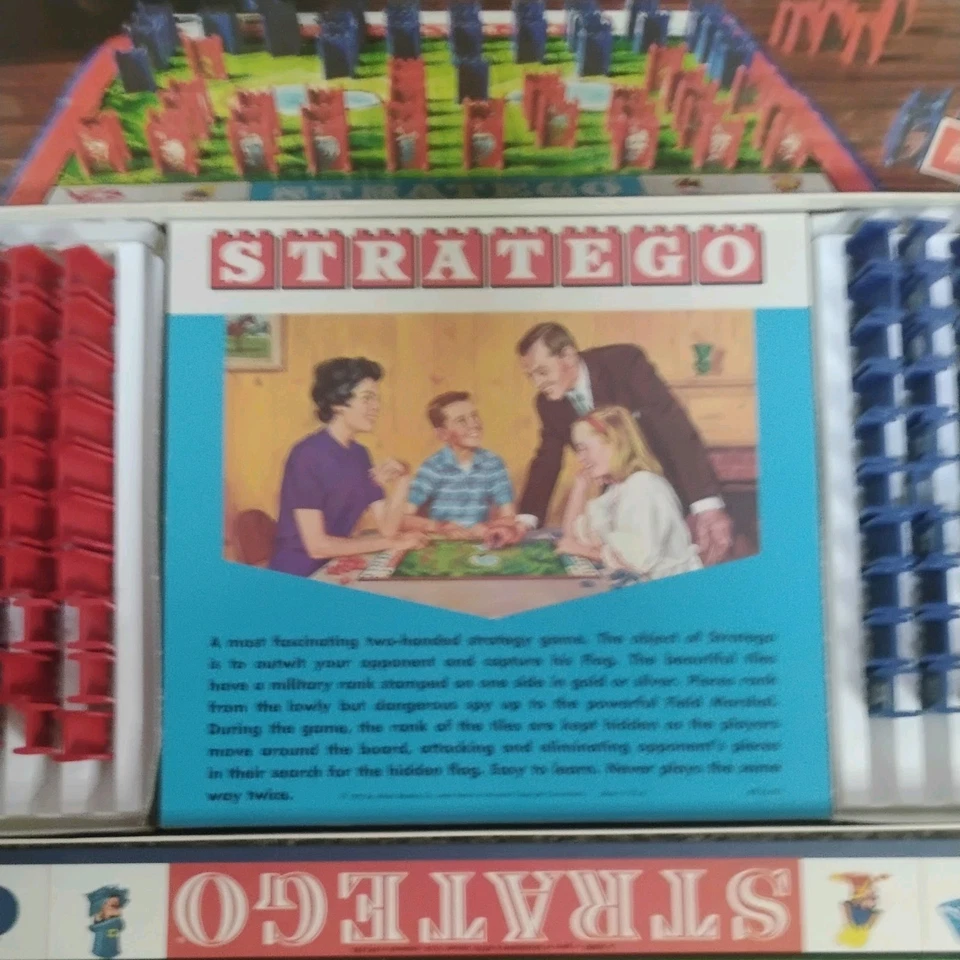 STRATEGO
STRATEGO
A most fascinating two-handed strategy game. The object of Stratego
is to outwit your opponent and capture his flag. The beautiful tiles
have a military rank stamped on one side in gold or silver. Pieces rank
from the lowly but dangerous spy up to the powerful Field Marshal.
During the game, the rank of the tiles are kept hidden as the players
move around the board, attacking and eliminating opponent's pieces
in their search for the hidden flag. Easy to learn. Never plays the same
way twice.
STRATEGO